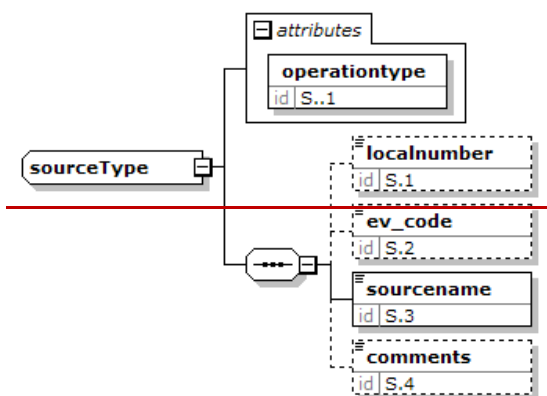 attributes
operationtype
id S..1
sourceType
localnumber
id S.1
ev_code
id S.2
sourcename
id S.3
comments
id S.4